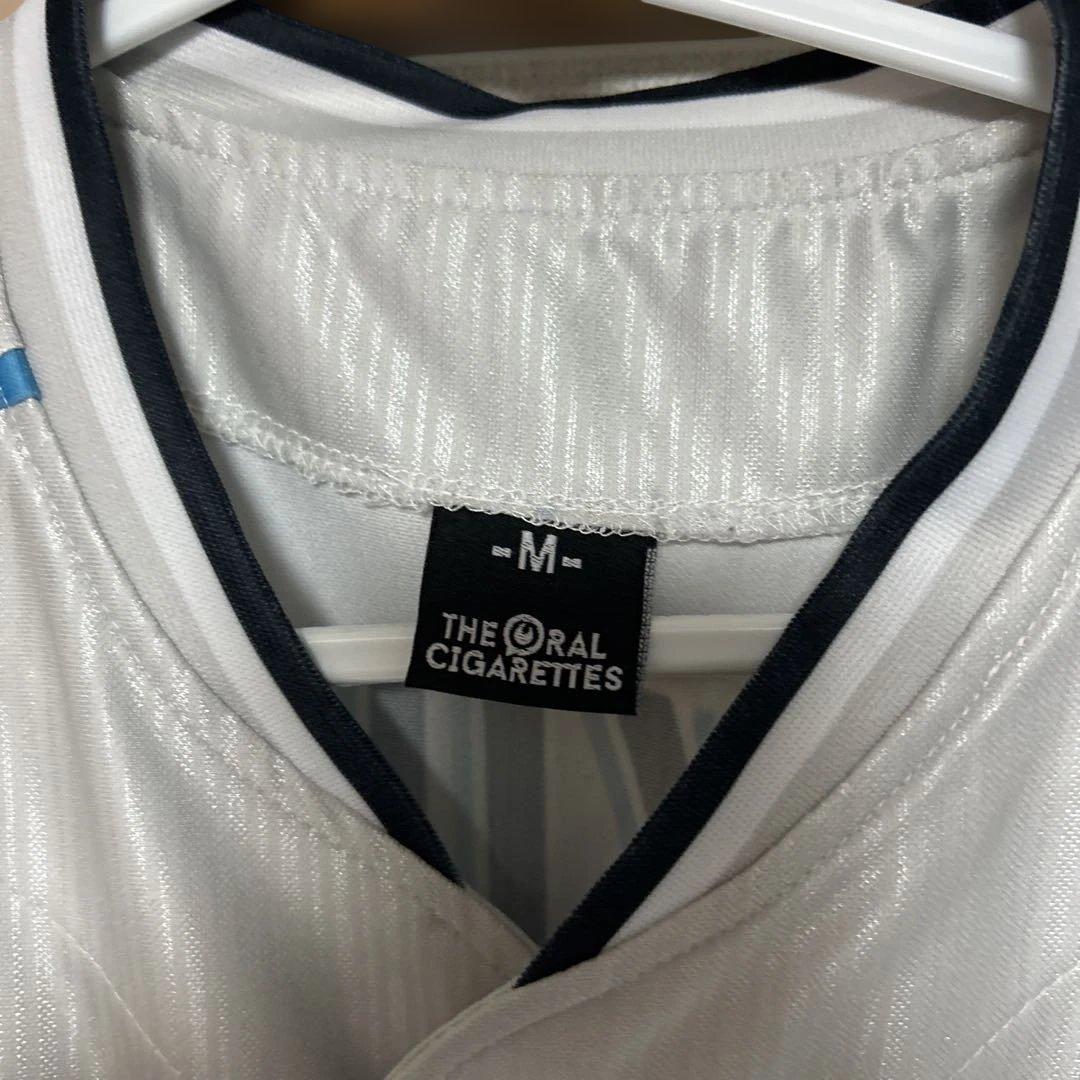 -M-
THE ORAL
CIGARETTES